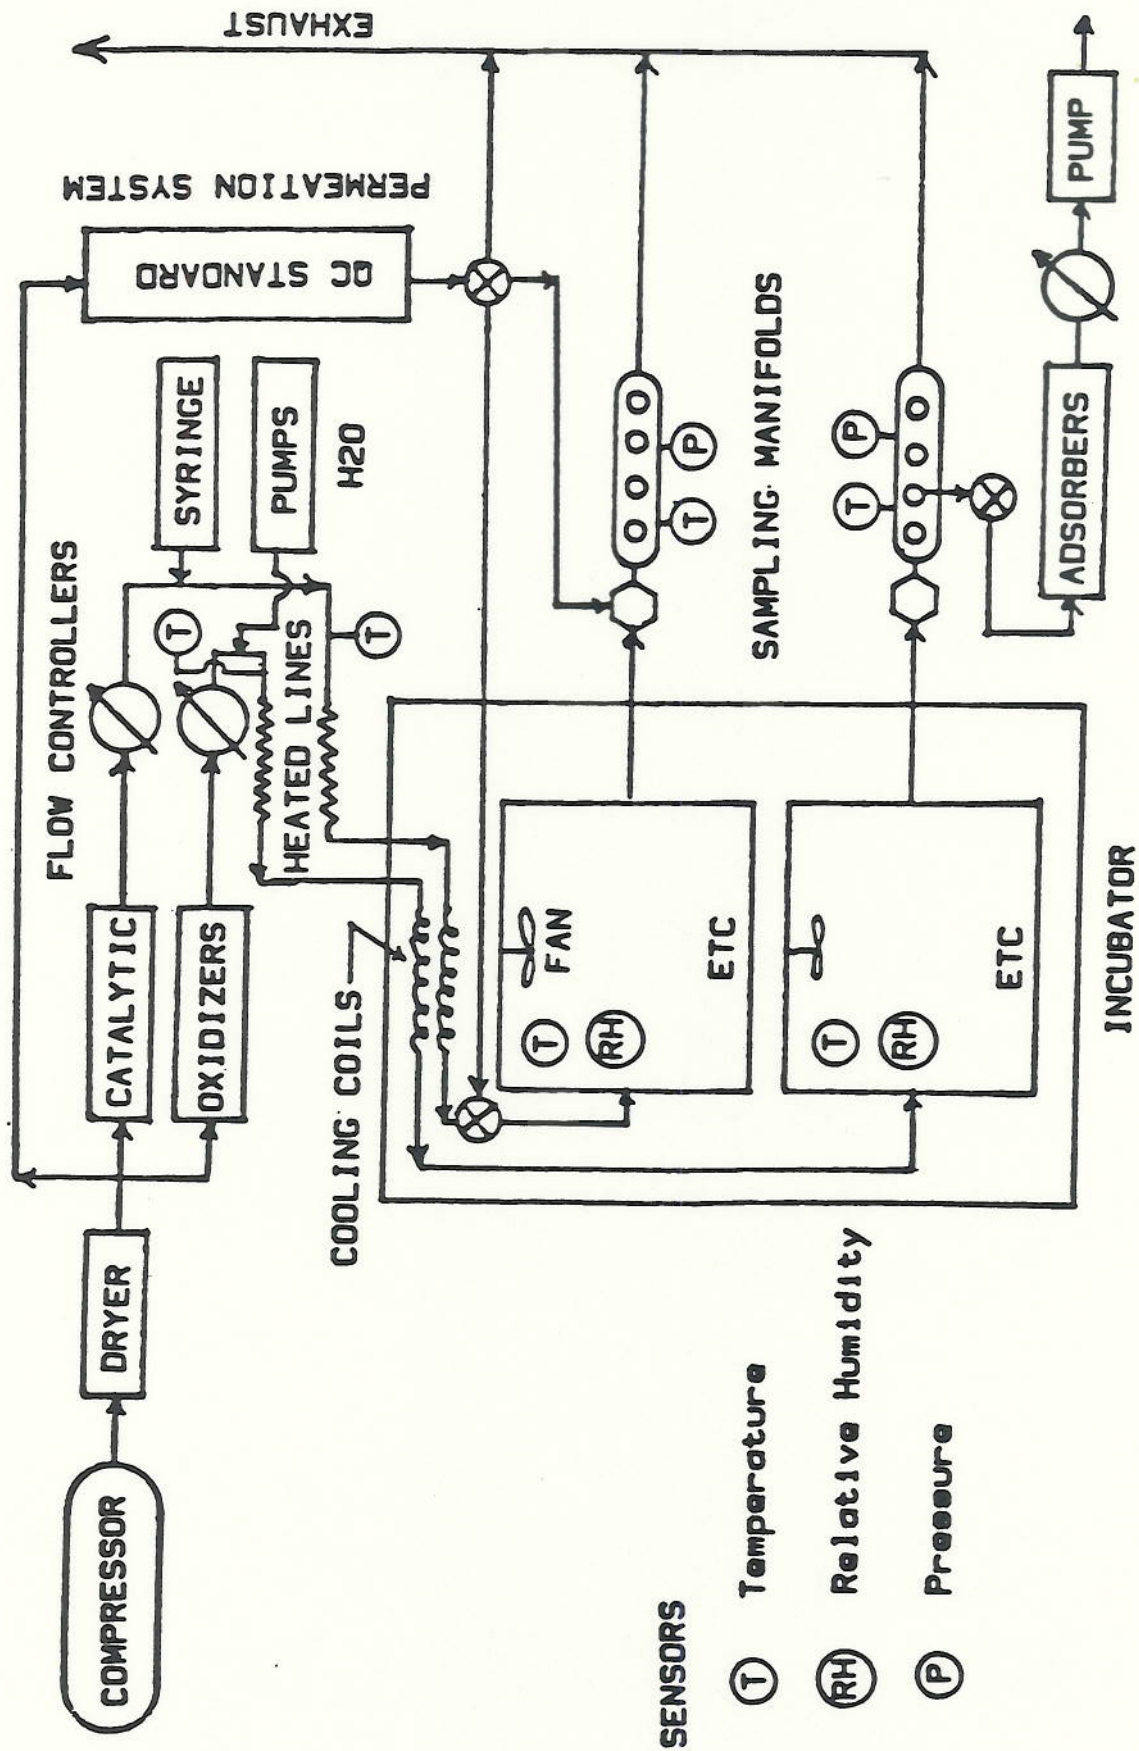 EXHAUST
PERMEATION SYSTEM
QC STANDARD
FLOW CONTROLLERS
SYRINGE
PUMPS
H2O
COMPRESSOR
DRYER
CATALYTIC
OXIDIZERS
T
HEATED LINES
T
COOLING COILS
T
RH
FAN
ETC
T
P
SAMPLING MANIFOLDS
T
RH
ETC
T
P
INCUBATOR
ADSORBERS
PUMP
SENSORS
T Temperature
RH Relative Humidity
P Pressure